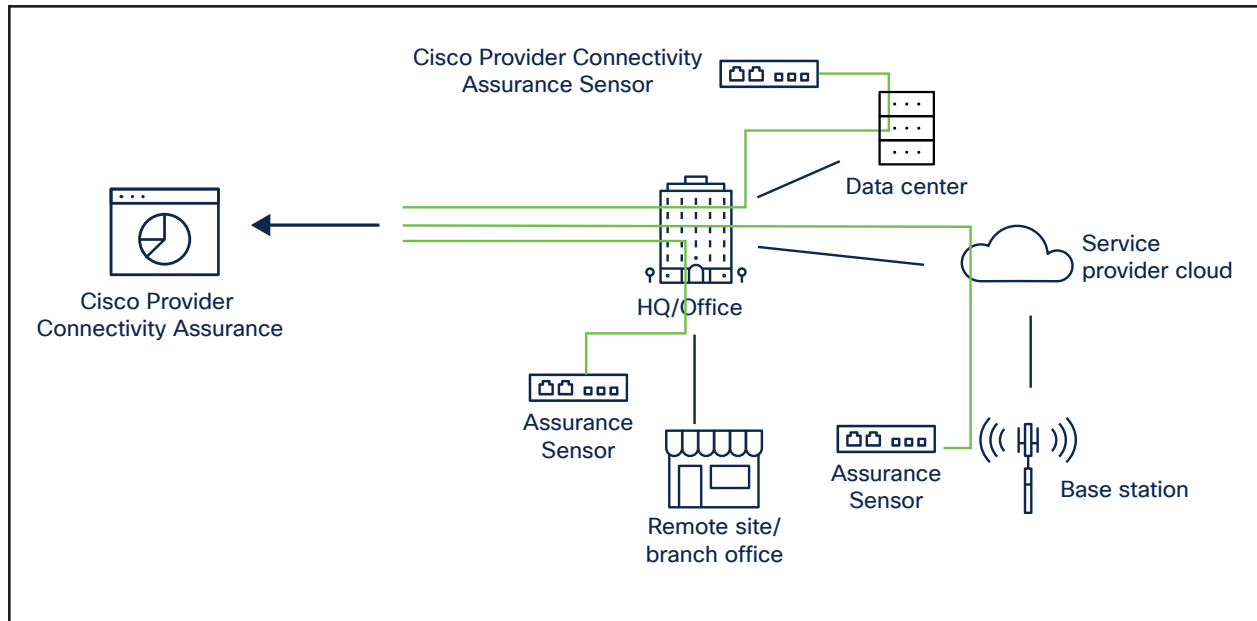 Cisco Provider Connectivity
Assurance Sensor
Data center
Service
provider cloud
Cisco Provider
Connectivity Assurance
HQ/Office
Assurance
Sensor
Assurance
Sensor
Base station
Remote site/
branch office